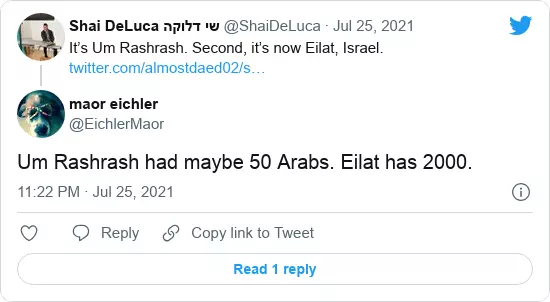 Shai DeLuca שי דלוקה @ShaiDeLuca · Jul 25, 2021
It's Um Rashrash. Second, it's now Eilat, Israel.
twitter.com/almostdaed02/s…
maor eichler
@EichlerMaor
Um Rashrash had maybe 50 Arabs. Eilat has 2000.
11:22 PM · Jul 25, 2021
Reply
Copy link to Tweet
Read 1 reply